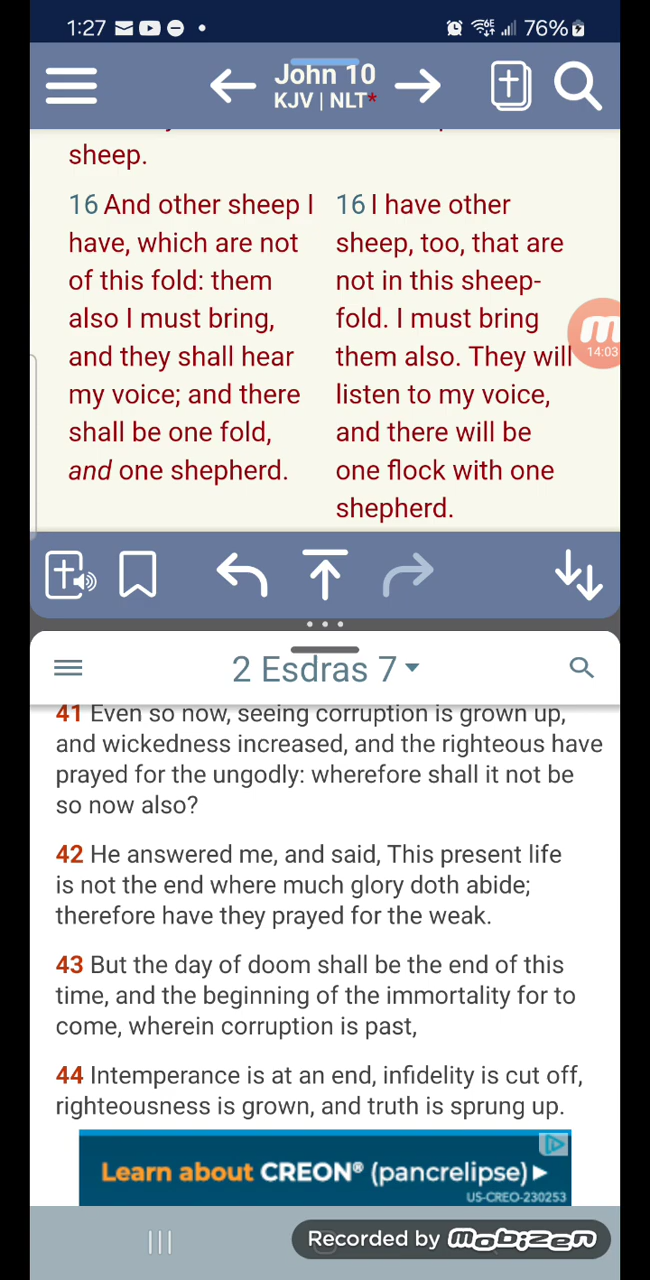 1:27 76%
John 10
KJV | NLT*
sheep.
16 And other sheep I
have, which are not
of this fold: them
also I must bring,
and they shall hear
my voice; and there
shall be one fold,
and one shepherd.
16 I have other
sheep, too, that are
not in this sheep-
fold. I must bring
them also. They will
listen to my voice,
and there will be
one flock with one
shepherd.
14:03
2 Esdras 7
41 Even so now, seeing corruption is grown up,
and wickedness increased, and the righteous have
prayed for the ungodly: wherefore shall it not be
so now also?
42 He answered me, and said, This present life
is not the end where much glory doth abide;
therefore have they prayed for the weak.
43 But the day of doom shall be the end of this
time, and the beginning of the immortality for to
come, wherein corruption is past,
44 Intemperance is at an end, infidelity is cut off,
righteousness is grown, and truth is sprung up.
Learn about CREON® (pancrelipse)
US-CREO-230253
Recorded by mobizen